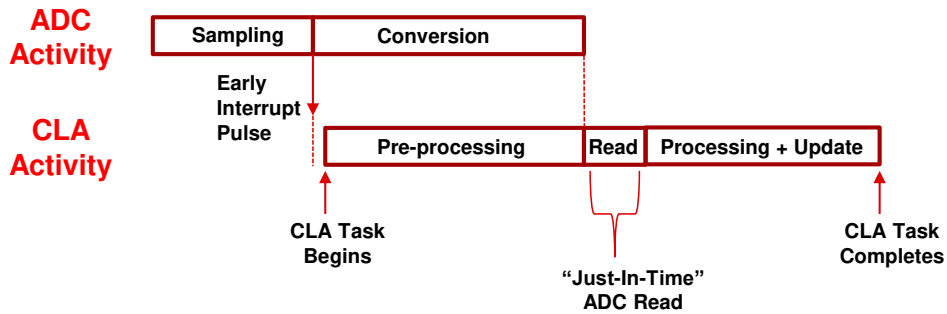 ADC
Activity
Sampling
Conversion
Early
Interrupt
Pulse
CLA
Activity
Pre-processing
Read
Processing + Update
CLA Task
Begins
“Just-In-Time”
ADC Read
CLA Task
Completes